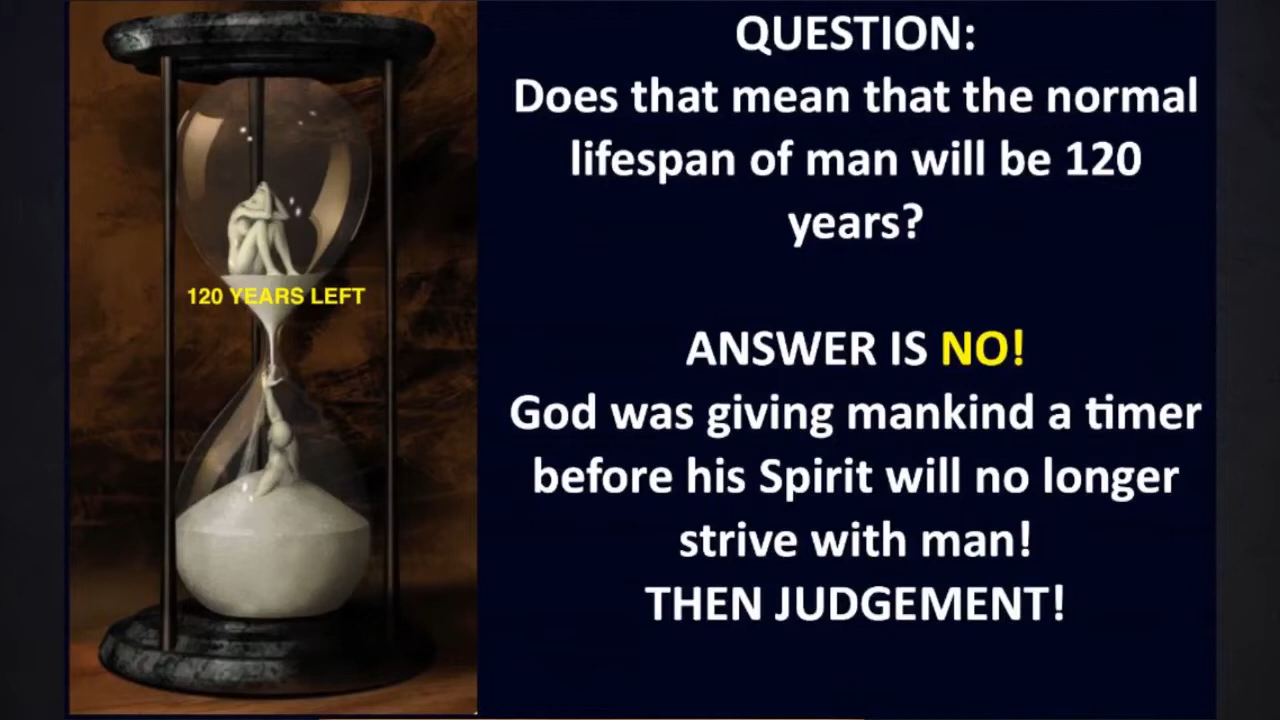 QUESTION:
Does that mean that the normal
lifespan of man will be 120
years?
120 YEARS LEFT
ANSWER IS NO!
God was giving mankind a timer
before his Spirit will no longer
strive with man!
THEN JUDGEMENT!